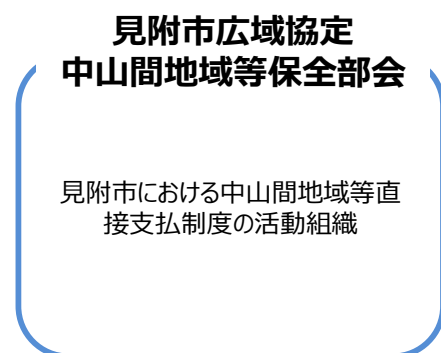 見附市広域協定
中山間地域等保全部会
見附市における中山間地域等直
接支払制度の活動組織